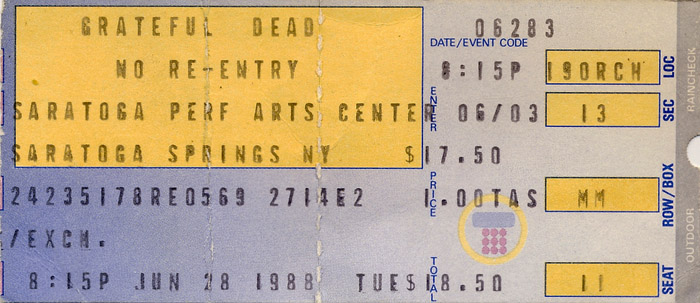 GRATEFUL DEAD 06283
DATE/EVENT CODE
NO RE-ENTRY 8:15P 190RCH LOC
SARATOGA PERF ARTS CENTER 06/03 13 SEC
ENTER
SARATOGA SPRINGS NY $17.50
PRICE
24235178RE0569 2714E2 1.00TAS MM ROW/BOX
/EXCH.
TOTAL
8:15P JUN 28 1988 TUE$18.50 11 SEAT
RAINCHECK
OUTDOOR